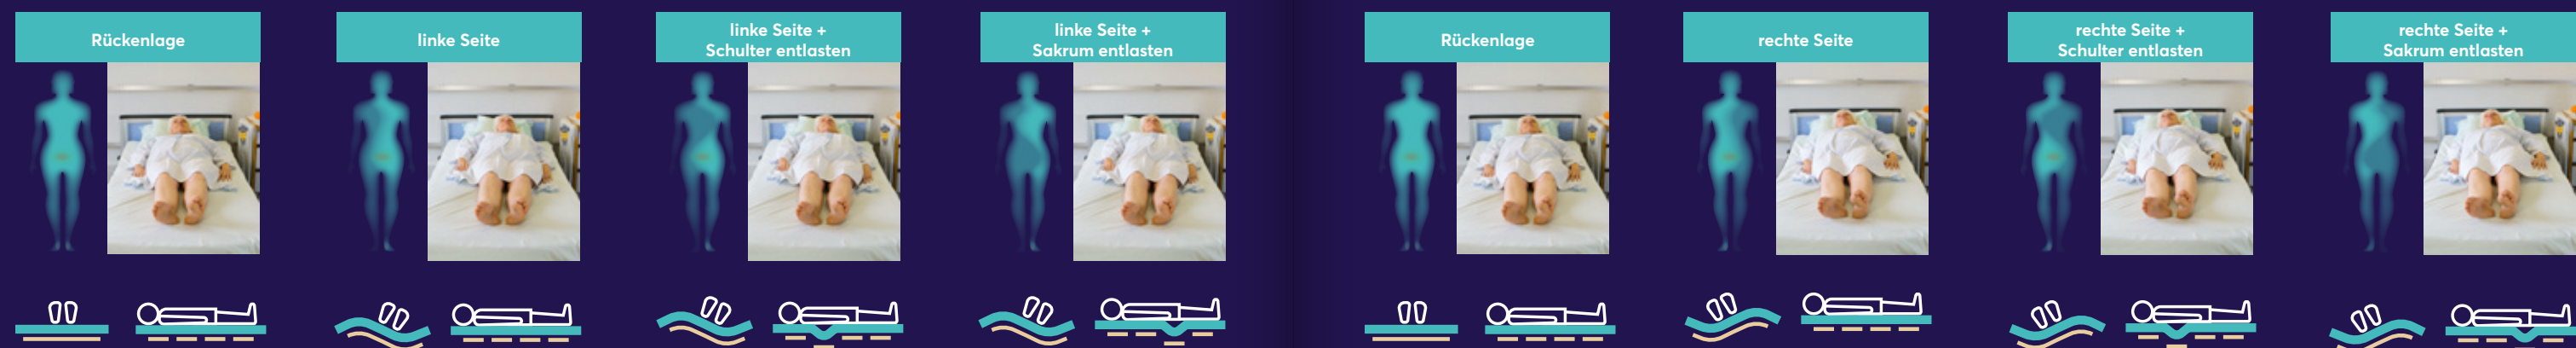 Rückenlage
linke Seite
linke Seite +
Schulter entlasten
linke Seite +
Sakrum entlasten
Rückenlage
rechte Seite
rechte Seite +
Schulter entlasten
rechte Seite +
Sakrum entlasten